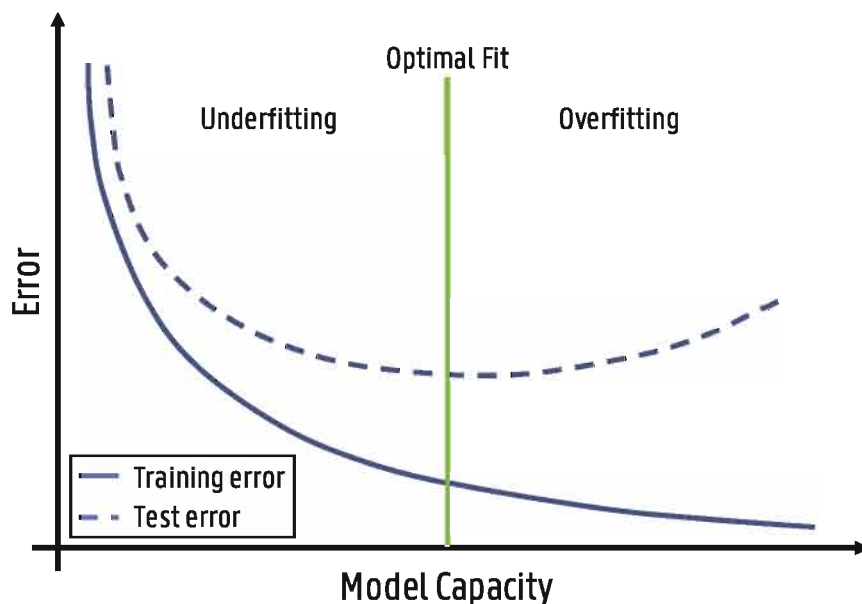 Optimal Fit
Underfitting
Overfitting
Error
Training error
Test error
Model Capacity